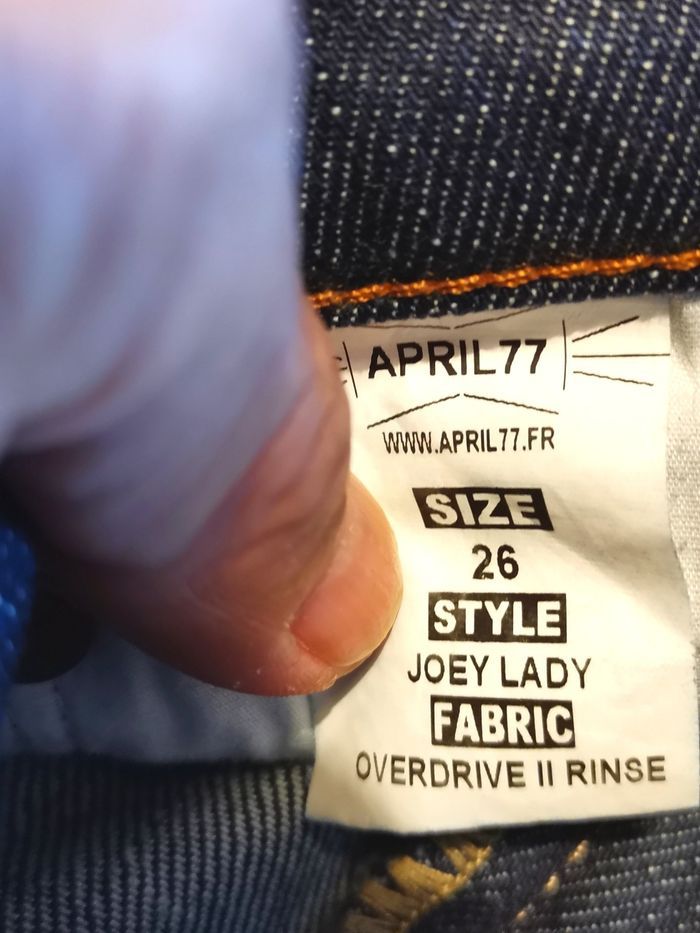 APRIL77
WWW.APRIL77.FR
SIZE
26
STYLE
JOEY LADY
FABRIC
OVERDRIVE II RINSE